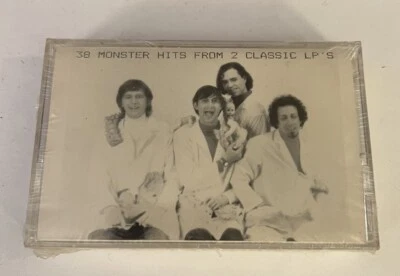 38 MONSTER HITS FROM 2 CLASSIC LP'S